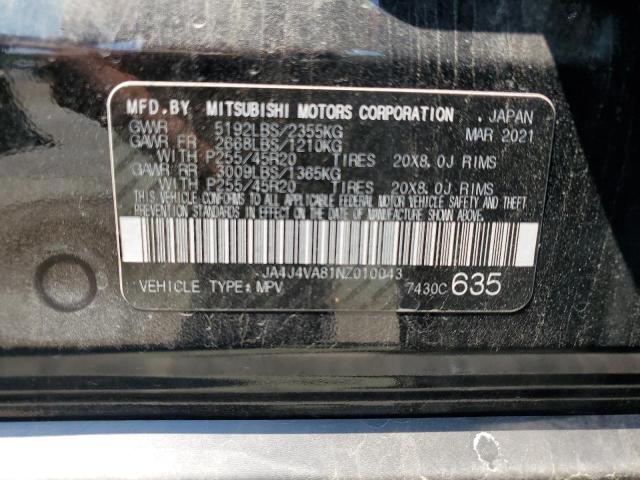 MFD.BY MITSUBISHI MOTORS CORPORATION . JAPAN
GVWR 5192LBS/2355KG MAR 2021
GAWR FR 2668LBS/1210KG
WITH P255/45R20 TIRES 20X8.0J RIMS
GAWR RR 3009LBS/1365KG
WITH P255/45R20 TIRES 20X8.0J RIMS
THIS VEHICLE CONFORMS TO ALL APPLICABLE FEDERAL MOTOR VEHICLE SAFETY AND THEFT
PREVENTION STANDARDS IN EFFECT ON THE DATE OF MANUFACTURE SHOWN ABOVE.
JA4J4VA81NZ010043
VEHICLE TYPE: MPV 7430C 635